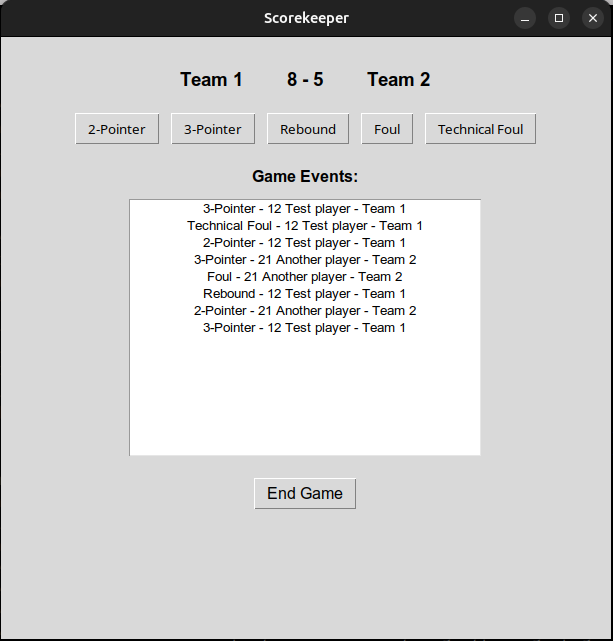 Scorekeeper
Team 1 8 - 5 Team 2
2-Pointer 3-Pointer Rebound Foul Technical Foul
Game Events:
3-Pointer - 12 Test player - Team 1
Technical Foul - 12 Test player - Team 1
2-Pointer - 12 Test player - Team 1
3-Pointer - 21 Another player - Team 2
Foul - 21 Another player - Team 2
Rebound - 12 Test player - Team 1
2-Pointer - 21 Another player - Team 2
3-Pointer - 12 Test player - Team 1
End Game